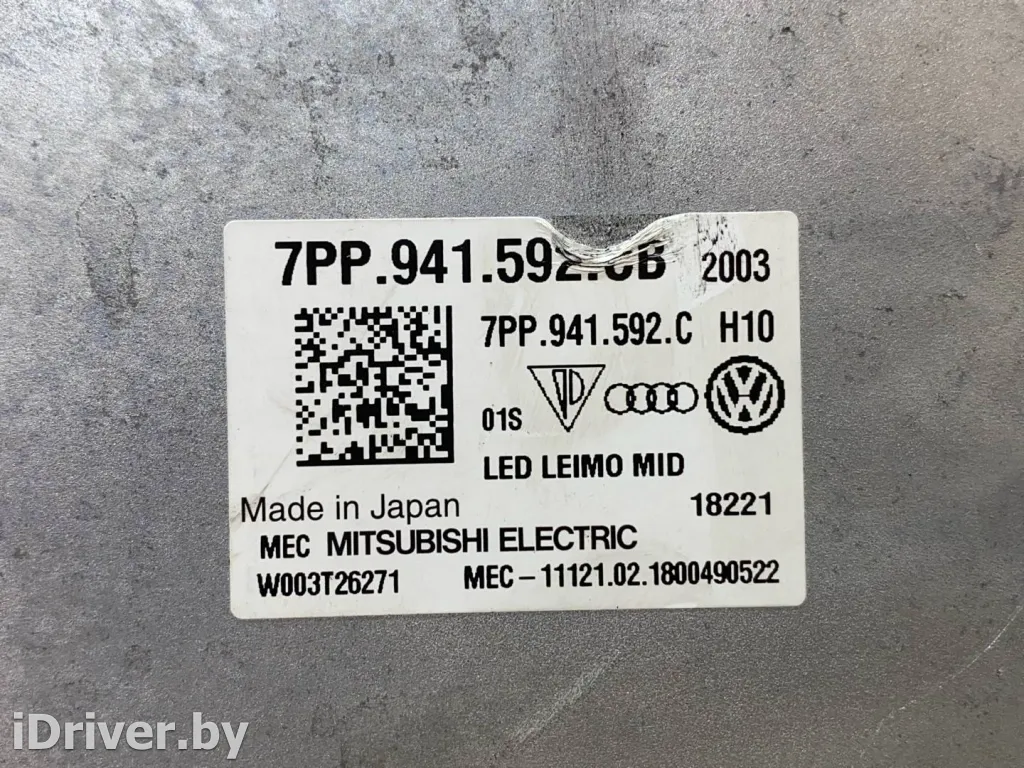 7PP.941.592.CB 2003
7PP.941.592.C H10
01S
LED LEIMO MID
Made in Japan 18221
MEC MITSUBISHI ELECTRIC
W003T26271 MEC-11121.02.1800490522
iDriver.by